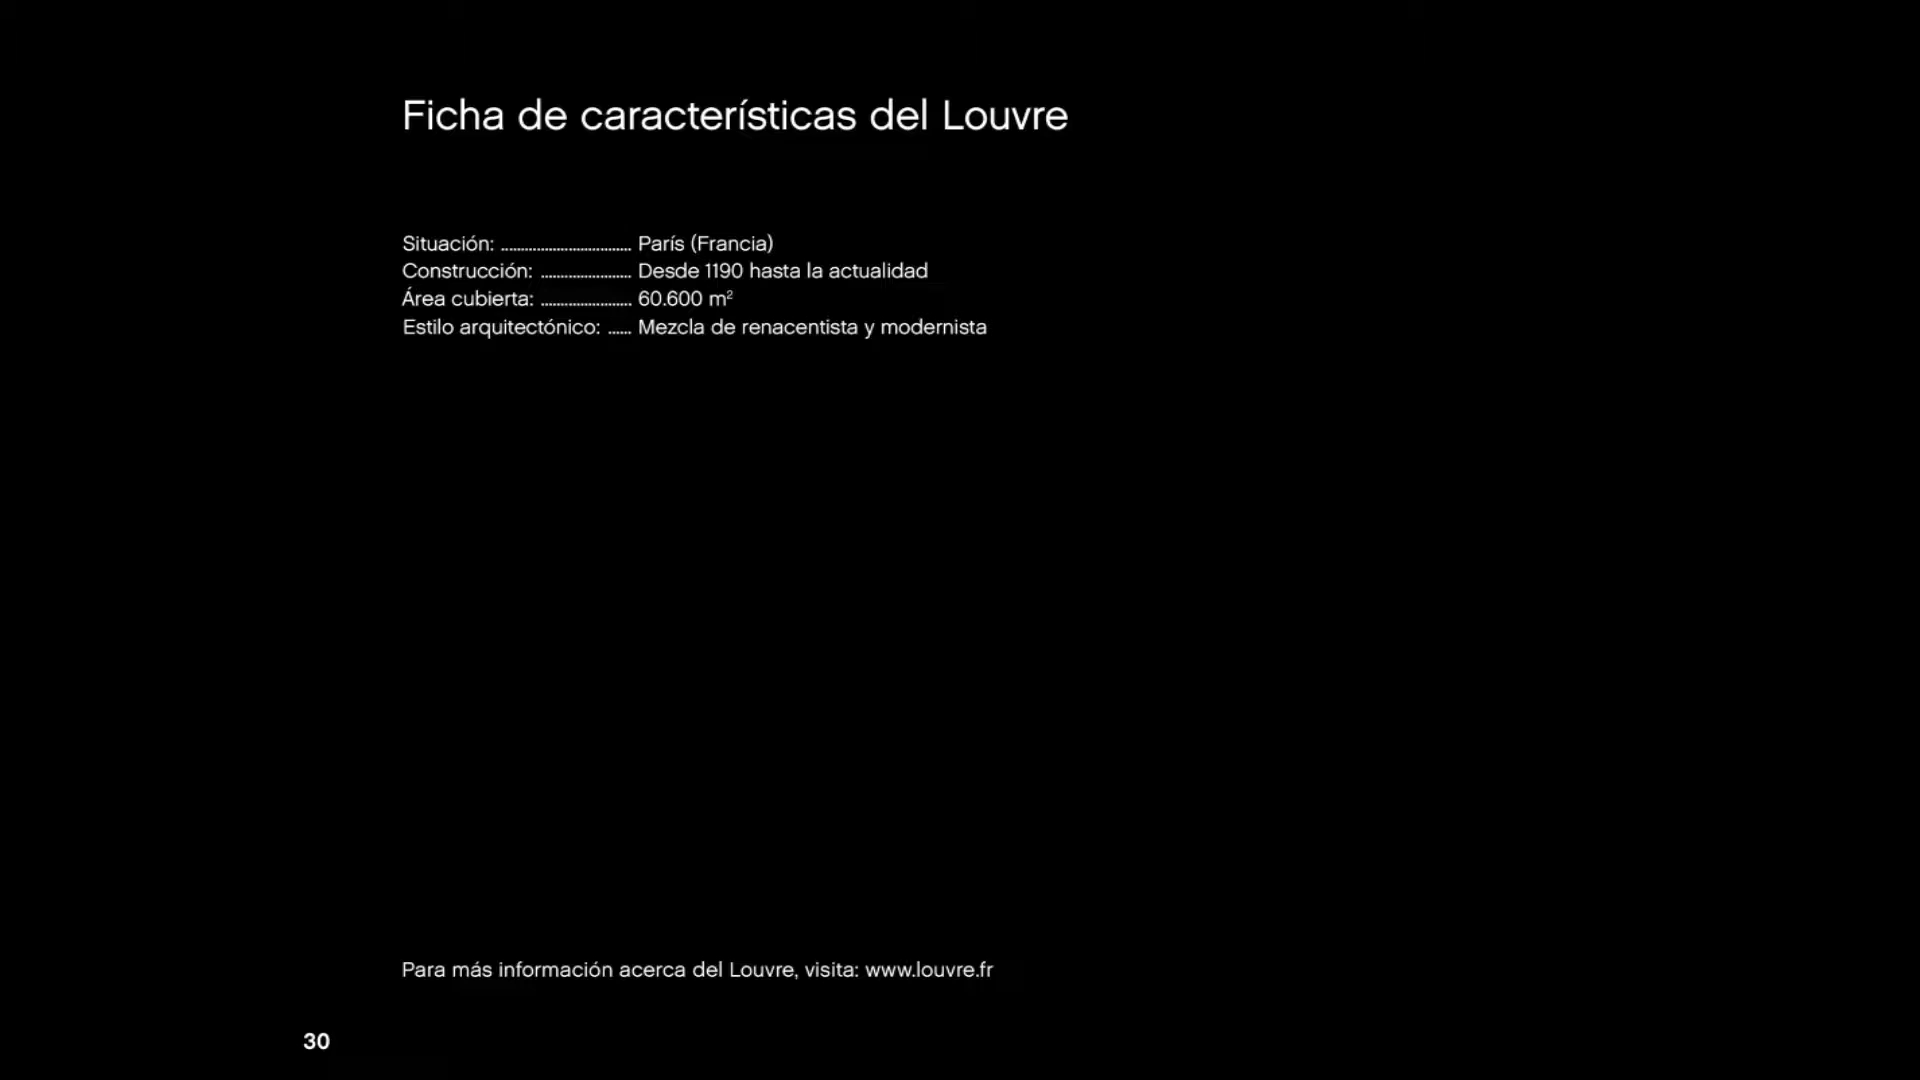 Ficha de características del Louvre
Situación: ................................. París (Francia)
Construcción: ....................... Desde 1190 hasta la actualidad
Área cubierta: ....................... 60.600 m²
Estilo arquitectónico: ...... Mezcla de renacentista y modernista
Para más información acerca del Louvre, visita: www.louvre.fr
30